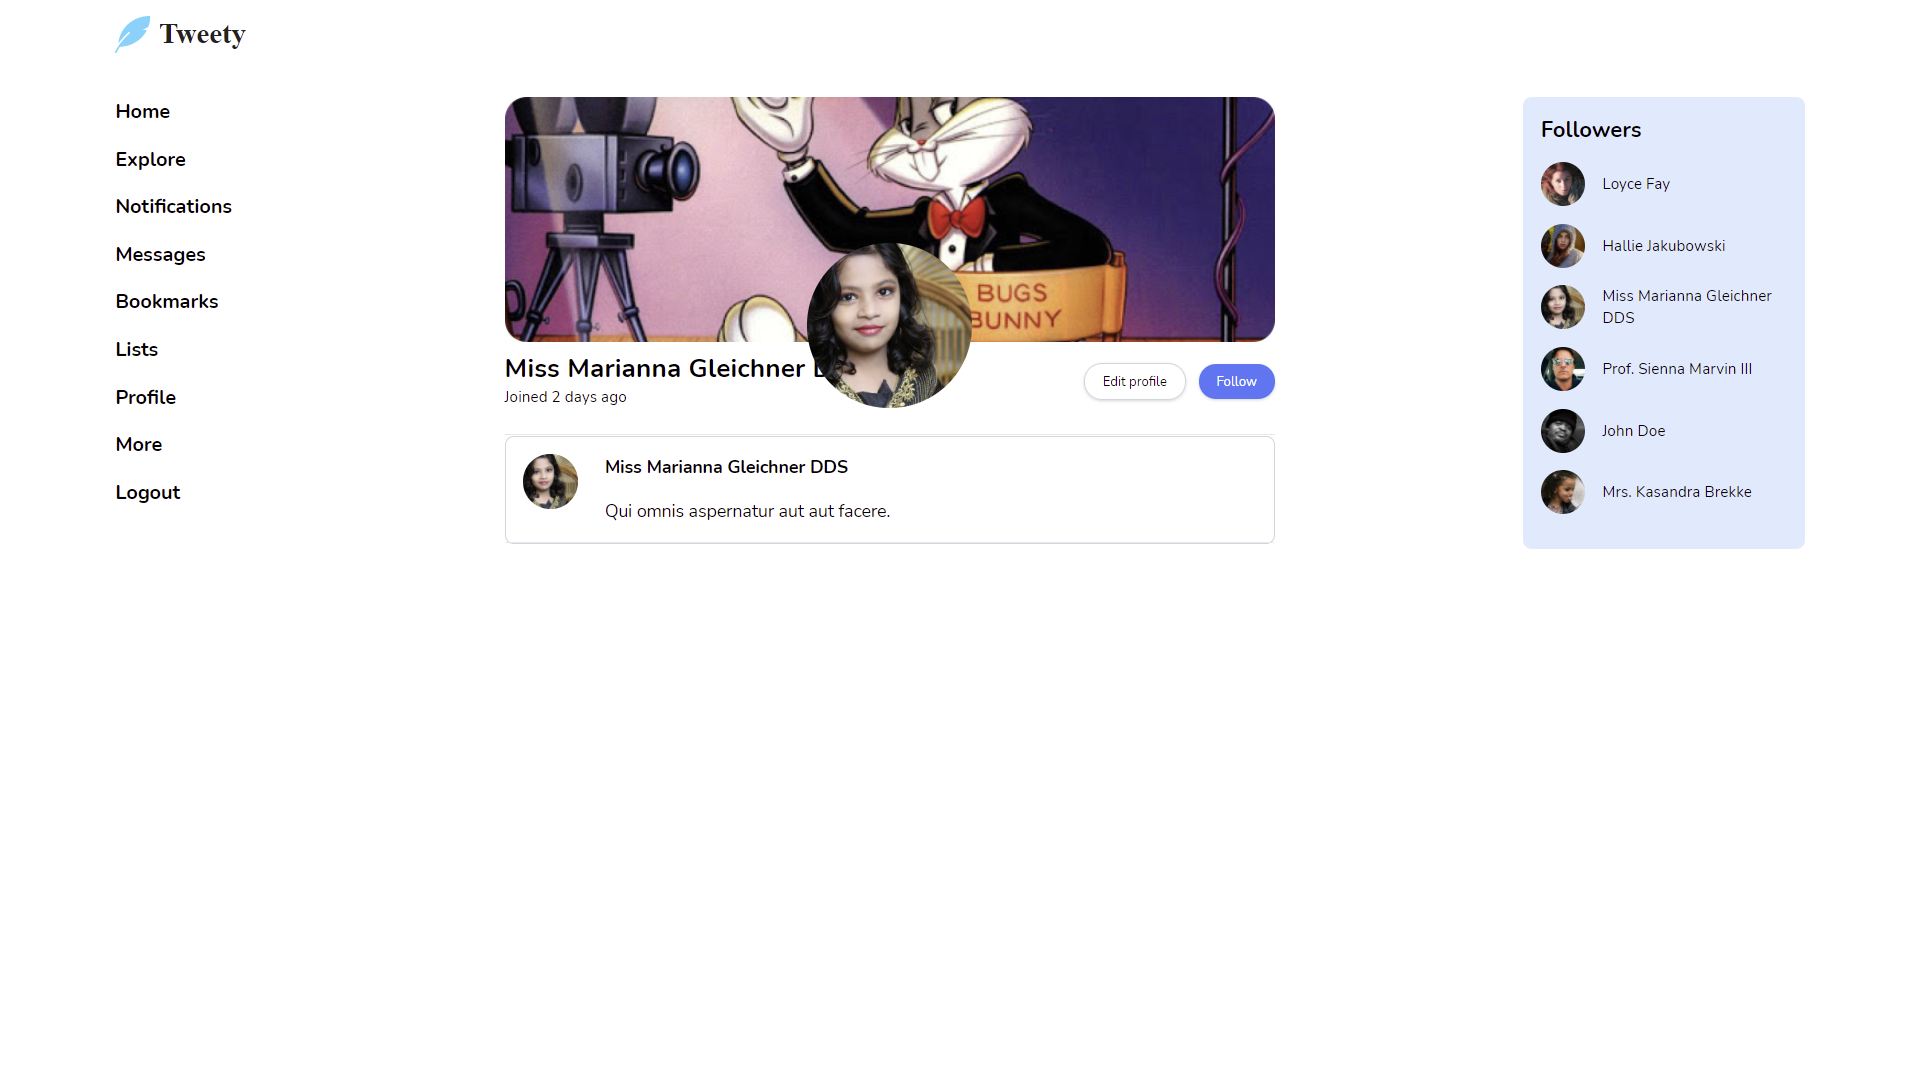 Tweety
Home
Explore
Notifications
Messages
Bookmarks
Lists
Profile
More
Logout
BUGS
BUNNY
Miss Marianna Gleichner
Joined 2 days ago
Edit profile
Follow
Miss Marianna Gleichner DDS
Qui omnis aspernatur aut aut facere.
Followers
Loyce Fay
Hallie Jakubowski
Miss Marianna Gleichner
DDS
Prof. Sienna Marvin III
John Doe
Mrs. Kasandra Brekke